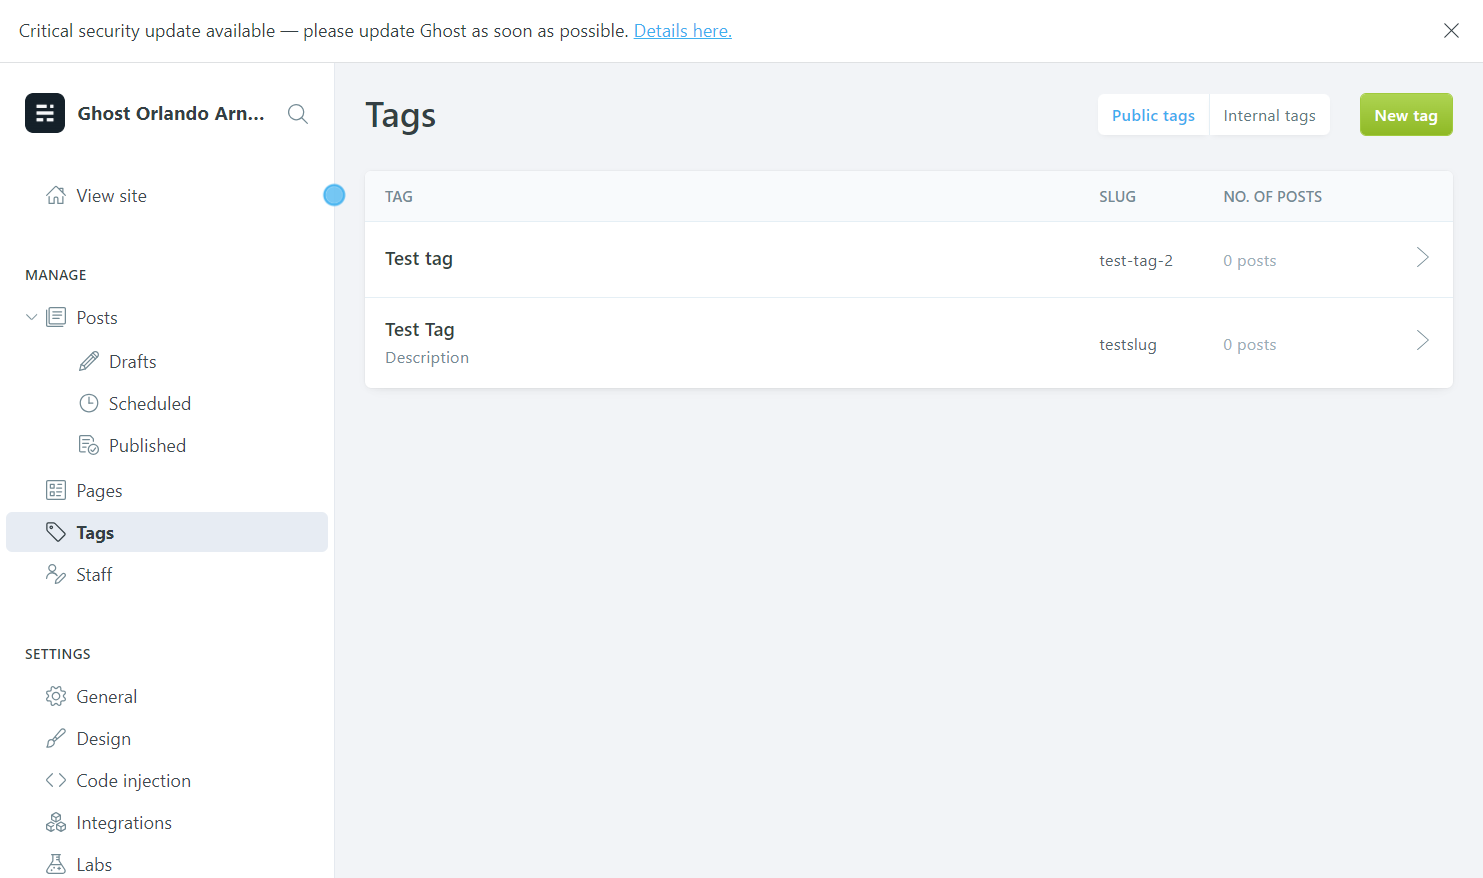 Critical security update available — please update Ghost as soon as possible. Details here.
Ghost Orlando Arn...
View site
MANAGE
Posts
Drafts
Scheduled
Published
Pages
Tags
Staff
SETTINGS
General
Design
Code injection
Integrations
Labs
Tags
Public tags Internal tags New tag
TAG SLUG NO. OF POSTS
Test tag test-tag-2 0 posts
Test Tag
Description testslug 0 posts